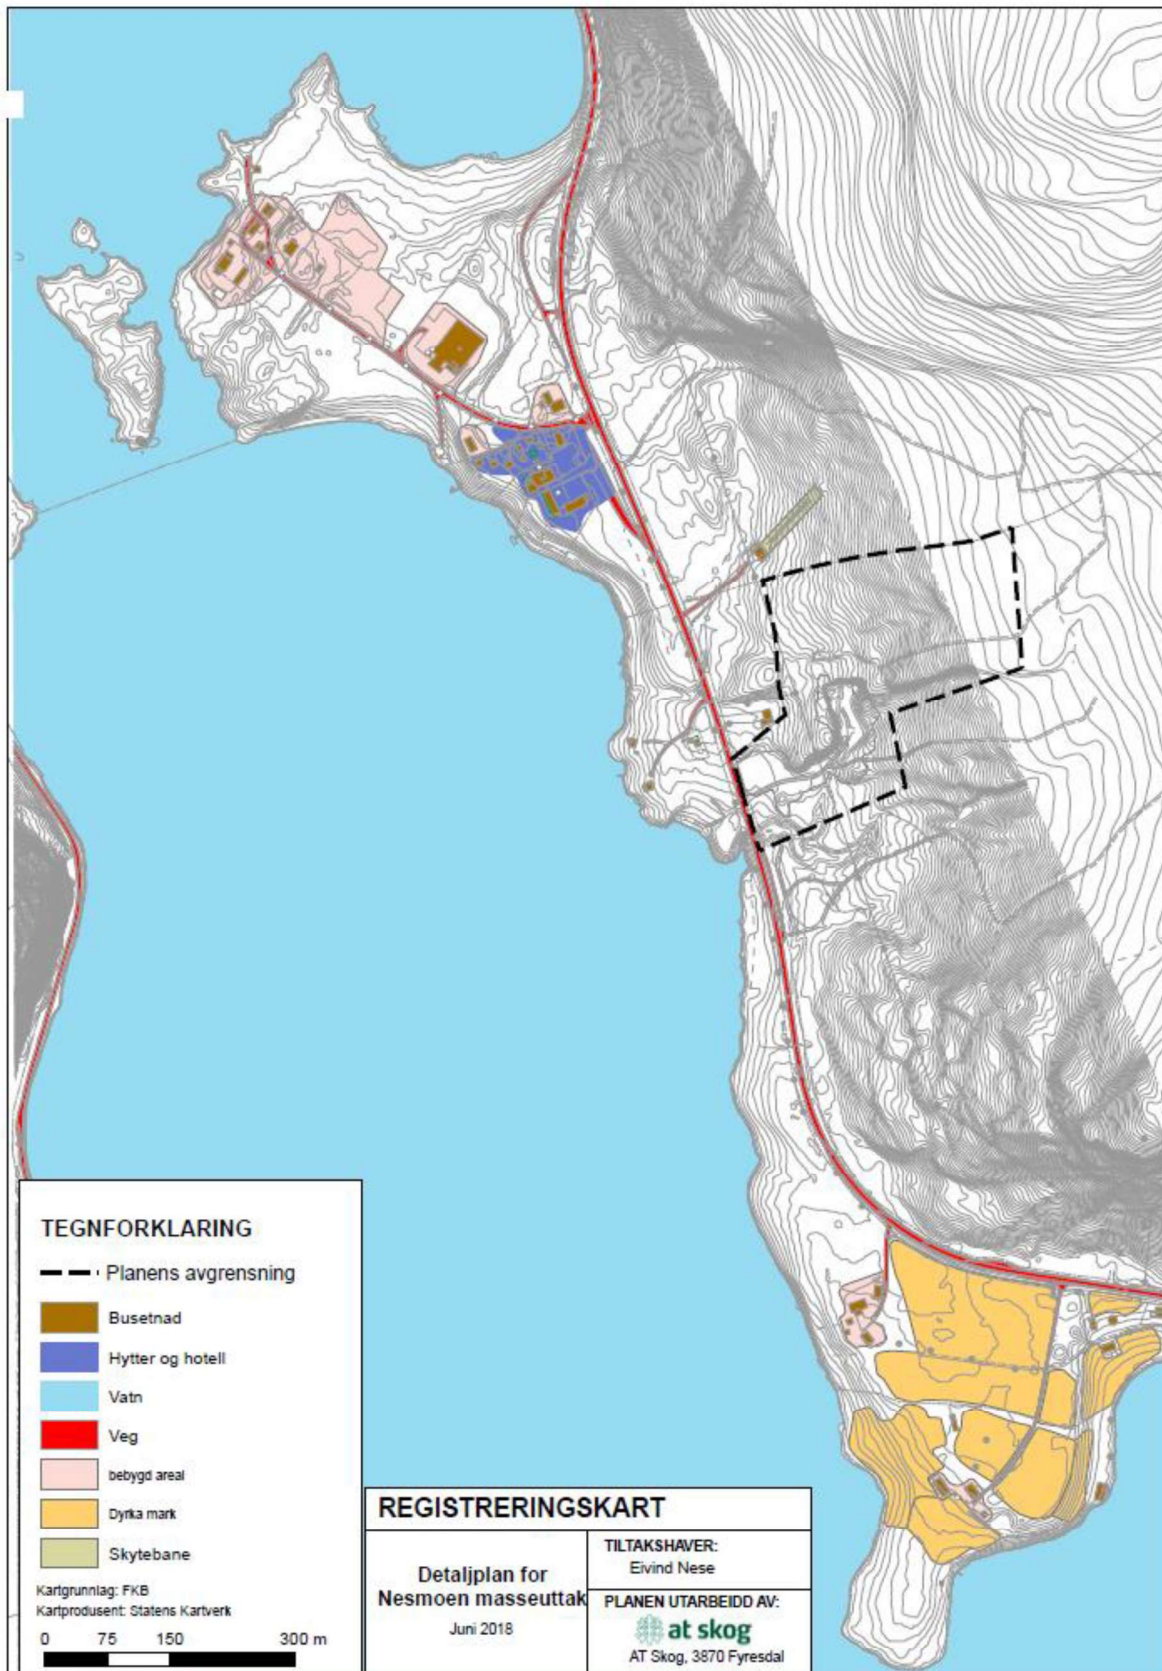 TEGNFORKLARING
Planens avgrensning
Busetnad
Hytter og hotell
Vatn
Veg
bebygd areal
Dyrka mark
Skytebane
Kartgrunnlag: FKB
Kartprodusent: Statens Kartverk
0 75 150 300 m
REGISTRERINGSKART
Detaljplan for
Nesmoen masseuttak
Juni 2018
TILTAKSHAVER:
Eivind Nese
PLANEN UTARBEIDD AV:
at skog
AT Skog, 3870 Fyresdal